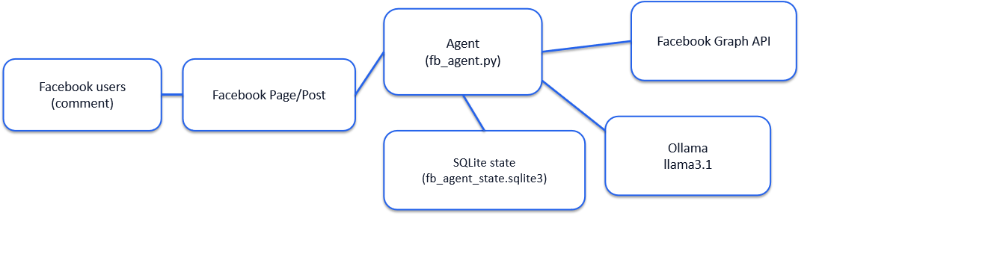 Facebook users
(comment)
Facebook Page/Post
Agent
(fb_agent.py)
Facebook Graph API
SQLite state
(fb_agent_state.sqlite3)
Ollama
llama3.1